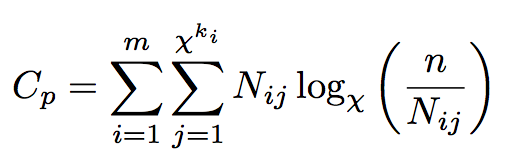 C_p = \sum_{i=1}^{m} \sum_{j=1}^{\chi^{k_i}} N_{ij} \log_{\chi} \left( \frac{n}{N_{ij}} \right)